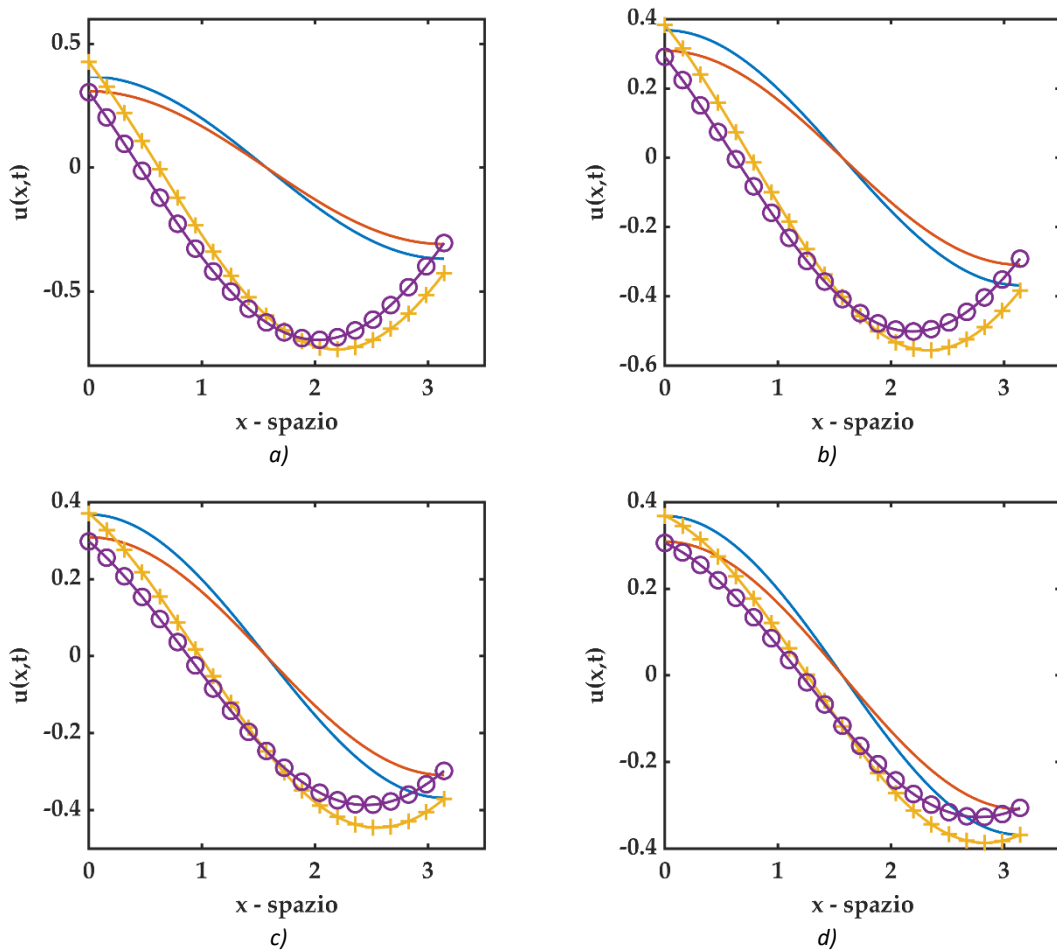 0.5
0
-0.5
0 1 2 3
u(x,t)
x - spazio
a)
0.4
0.2
0
-0.2
-0.4
-0.6
0 1 2 3
u(x,t)
x - spazio
b)
0.4
0.2
0
-0.2
-0.4
0 1 2 3
u(x,t)
x - spazio
c)
0.4
0.2
0
-0.2
-0.4
0 1 2 3
u(x,t)
x - spazio
d)